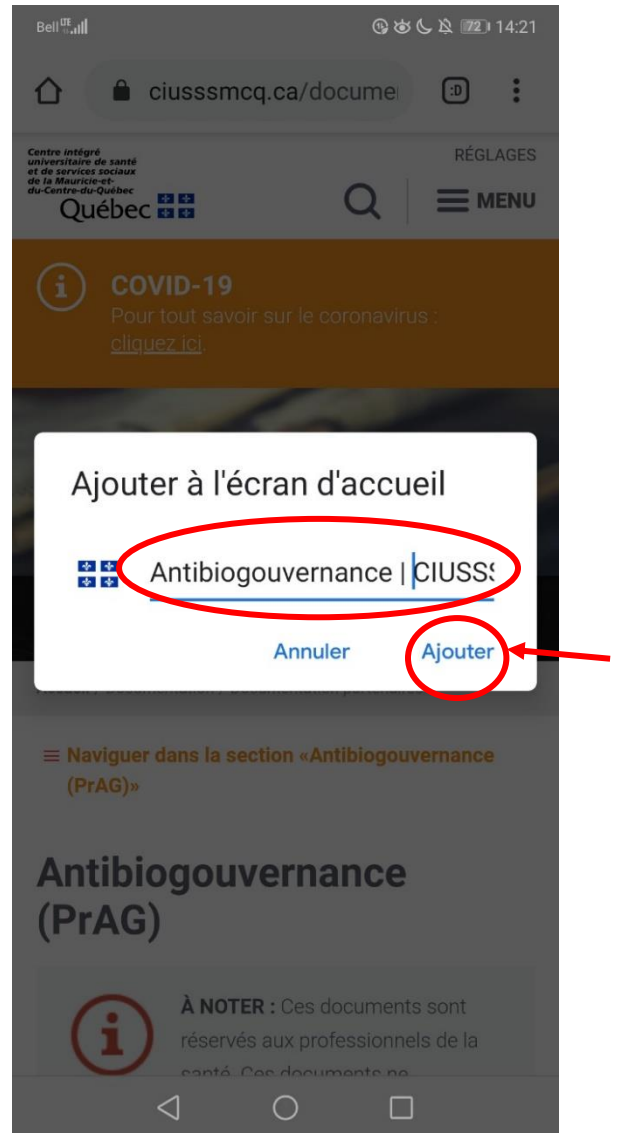 Bell LTE 72 14:21
ciusssmcq.ca/docume
:D
Centre intégré
universitaire de santé
et de services sociaux
de la Mauricie-et-
du-Centre-du-Québec
Québec
RÉGLAGES
MENU
COVID-19
Pour tout savoir sur le coronavirus :
cliquez ici.
Ajouter à l'écran d'accueil
Antibiogouvernance | CIUSSS
Annuler Ajouter
Naviguer dans la section «Antibiogouvernance
(PrAG)»
Antibiogouvernance
(PrAG)
À NOTER : Ces documents sont
réservés aux professionnels de la
santé. Ces documents ne